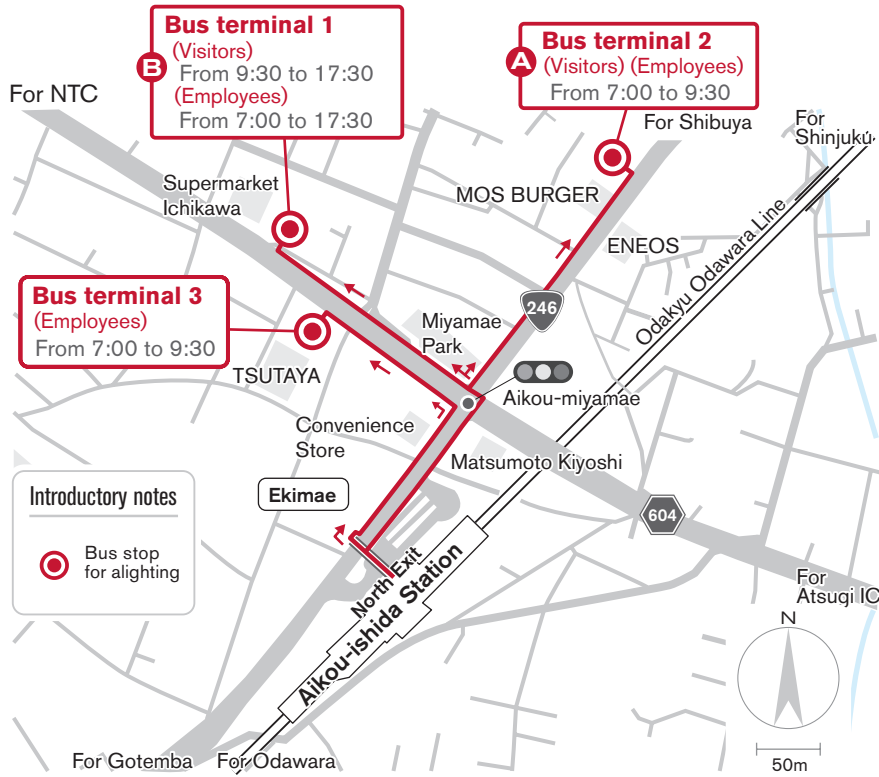 Bus terminal 1
(Visitors)
From 9:30 to 17:30
(Employees)
From 7:00 to 17:30
B
Bus terminal 2
(Visitors) (Employees)
From 7:00 to 9:30
A
For NTC
For Shibuya
For
Shinjuku
Supermarket
Ichikawa
MOS BURGER
ENEOS
Odakyu Odawara Line
Bus terminal 3
(Employees)
From 7:00 to 9:30
246
Miyamae
Park
TSUTAYA
Aikou-miyamae
Convenience
Store
Matsumoto Kiyoshi
Introductory notes
Bus stop
for alighting
Ekimae
604
North Exit
Aikou-ishida Station
For
Atsugi IC
N
50m
For Gotemba
For Odawara